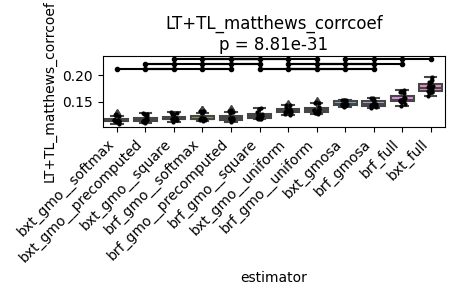 LT+TL_matthews_corrcoef
p = 8.81e-31
LT+TL_matthews_corrcoef
0.20
0.15
bxt_gmo__softmax
bxt_gmo__precomputed
bxt_gmo__square
brf_gmo__softmax
brf_gmo__precomputed
brf_gmo__square
bxt_gmo__uniform
brf_gmo__uniform
bxt_gmosa
brf_gmosa
brf_full
bxt_full
estimator